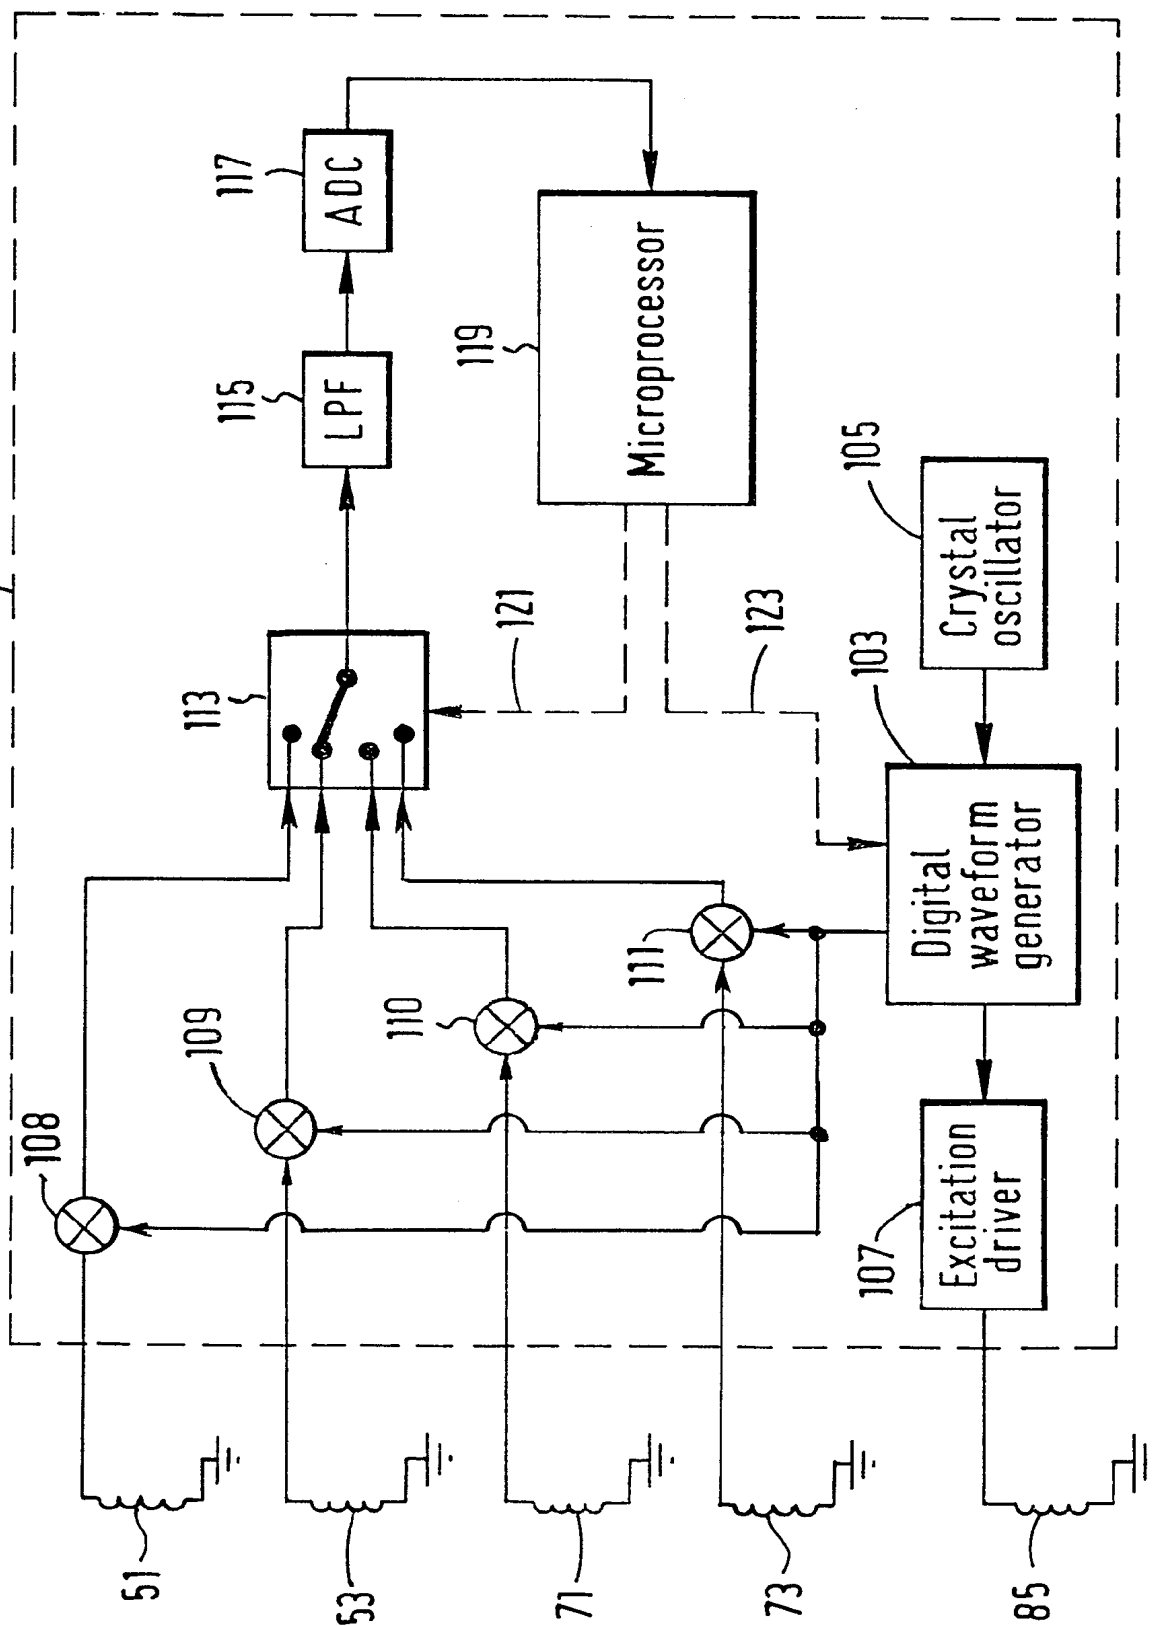 51
53
71
73
85
108
109
110
111
107
Excitation
driver
103
Digital
waveform
generator
105
Crystal
oscillator
113
121
123
115
LPF
117
ADC
119
Microprocessor